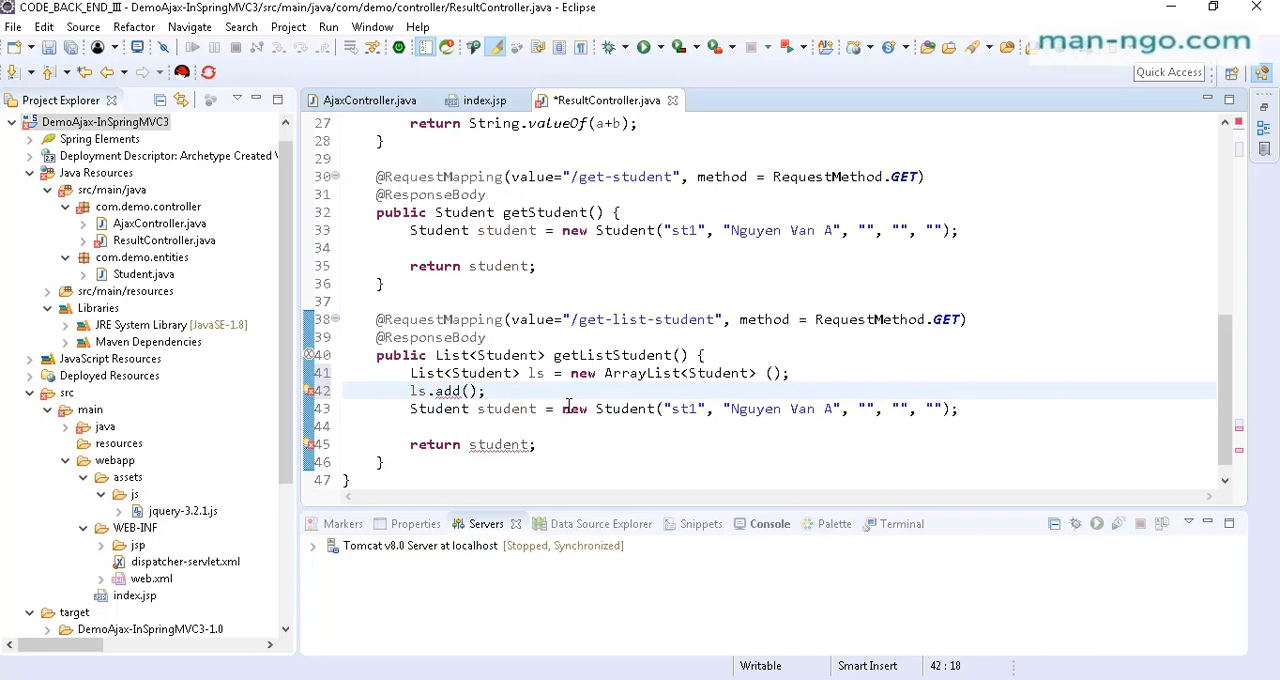 CODE_BACK_END_III - DemoAjax-InSpringMVC3/src/main/java/com/demo/controller/ResultController.java - Eclipse
File Edit Source Refactor Navigate Search Project Run Window Help
man-ngo.com
Quick Access
Project Explorer
AjaxController.java index.jsp *ResultController.java
DemoAjax-InSpringMVC3
Spring Elements
Deployment Descriptor: Archetype Created
Java Resources
src/main/java
com.demo.controller
AjaxController.java
ResultController.java
com.demo.entities
Student.java
src/main/resources
Libraries
JRE System Library [JavaSE-1.8]
Maven Dependencies
JavaScript Resources
Deployed Resources
src
main
java
resources
webapp
assets
js
jquery-3.2.1.js
WEB-INF
jsp
dispatcher-servlet.xml
web.xml
index.jsp
target
DemoAjax-InSpringMVC3-1.0
27 return String.valueOf(a+b);
28 }
29
30 @RequestMapping(value="/get-student", method = RequestMethod.GET)
31 @ResponseBody
32 public Student getStudent() {
33 Student student = new Student("st1", "Nguyen Van A", "", "", "");
34
35 return student;
36 }
37
38 @RequestMapping(value="/get-list-student", method = RequestMethod.GET)
39 @ResponseBody
40 public List<Student> getListStudent() {
41 List<Student> ls = new ArrayList<Student> ();
42 ls.add();
43 Student student = new Student("st1", "Nguyen Van A", "", "", "");
44
45 return student;
46 }
47 }
Markers Properties Servers Data Source Explorer Snippets Console Palette Terminal
Tomcat v8.0 Server at localhost [Stopped, Synchronized]
Writable Smart Insert 42 : 18